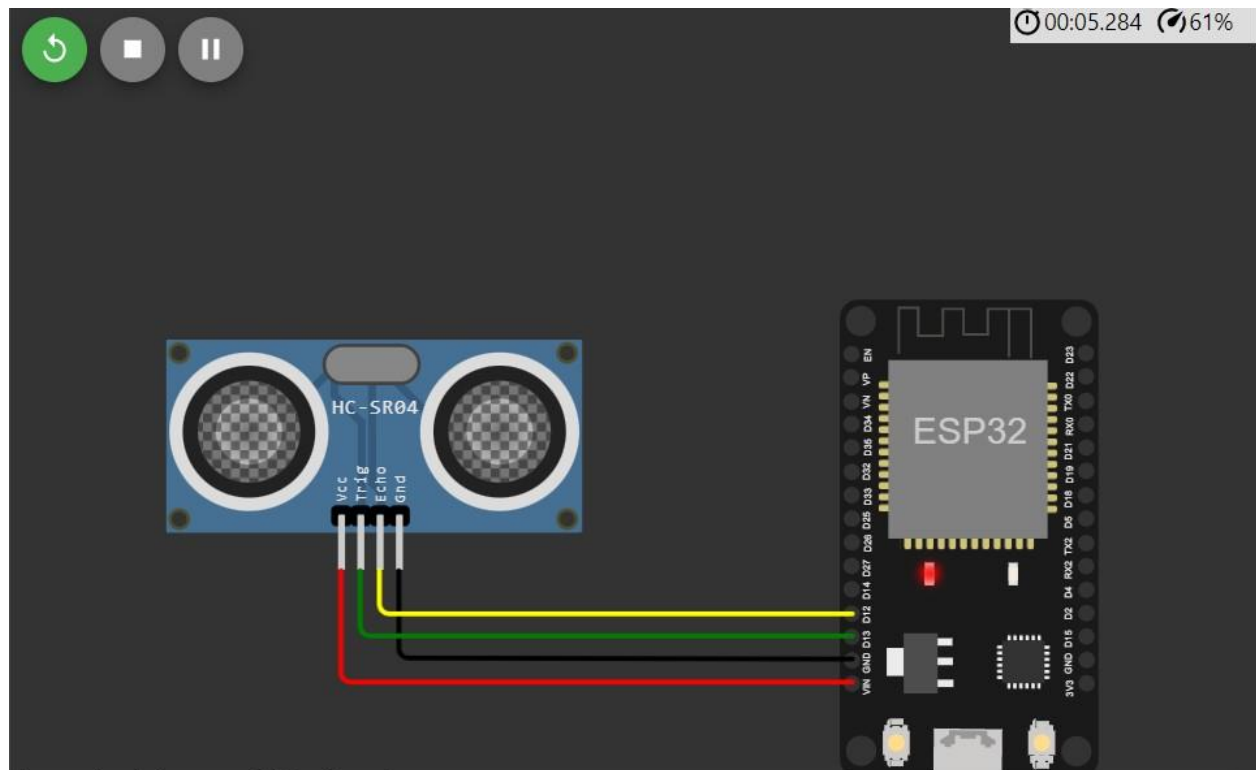 00:05.284 61%
HC-SR04
Vcc
Trig
Echo
Gnd
ESP32
EN
VP
VN
D34
D35
D32
D33
D25
D26
D27
D14
D12
D13
GND
VIN
D23
D22
TX0
RX0
D21
D19
D18
D5
TX2
RX2
D4
D2
D15
GND
3V3